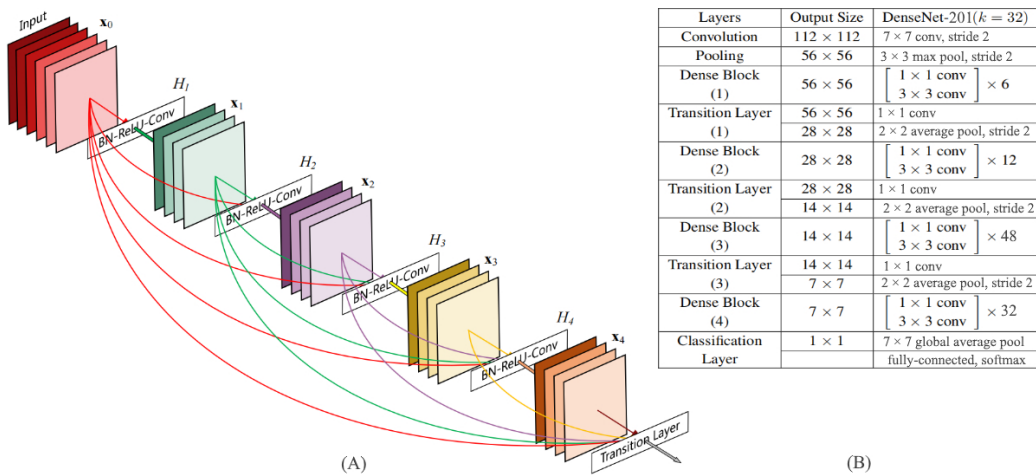 Input
x0
H1
BN-ReLU-Conv
x1
H2
BN-ReLU-Conv
x2
H3
BN-ReLU-Conv
x3
H4
BN-ReLU-Conv
x4
Transition Layer
(A)
Layers Output Size DenseNet-201(k = 32)
Convolution 112 × 112 7 × 7 conv, stride 2
Pooling 56 × 56 3 × 3 max pool, stride 2
Dense Block (1) 56 × 56 [ 1 × 1 conv
3 × 3 conv ] × 6
Transition Layer 56 × 56 1 × 1 conv
(1) 28 × 28 2 × 2 average pool, stride 2
Dense Block (2) 28 × 28 [ 1 × 1 conv
3 × 3 conv ] × 12
Transition Layer 28 × 28 1 × 1 conv
(2) 14 × 14 2 × 2 average pool, stride 2
Dense Block (3) 14 × 14 [ 1 × 1 conv
3 × 3 conv ] × 48
Transition Layer 14 × 14 1 × 1 conv
(3) 7 × 7 2 × 2 average pool, stride 2
Dense Block (4) 7 × 7 [ 1 × 1 conv
3 × 3 conv ] × 32
Classification 1 × 1 7 × 7 global average pool
Layer fully-connected, softmax
(B)